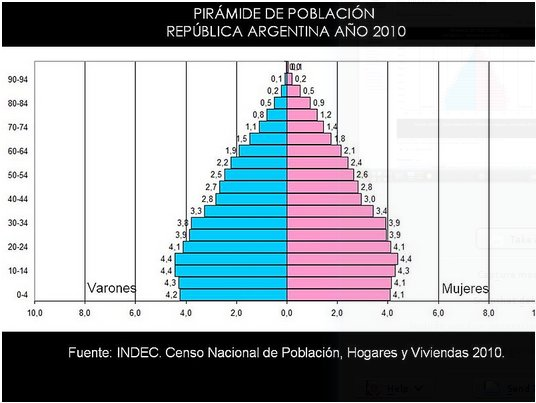 PIRÁMIDE DE POBLACIÓN
REPÚBLICA ARGENTINA AÑO 2010
90-94 0,1 0,2
0,2 0,5
80-84 0,5 0,9
0,8 1,2
70-74 1,1 1,4
1,5 1,8
60-64 1,9 2,1
2,2 2,4
50-54 2,5 2,6
2,7 2,8
40-44 2,8 3,0
3,3 3,4
30-34 3,8 3,9
3,9 3,9
20-24 4,1 4,1
4,4 4,4
10-14 4,4 4,3
Varones 4,3 4,1 Mujeres
0-4 4,2 4,1
10,0 8,0 6,0 4,0 2,0 0,0 2,0 4,0 6,0 8,0
Fuente: INDEC. Censo Nacional de Población, Hogares y Viviendas 2010.
Help Send